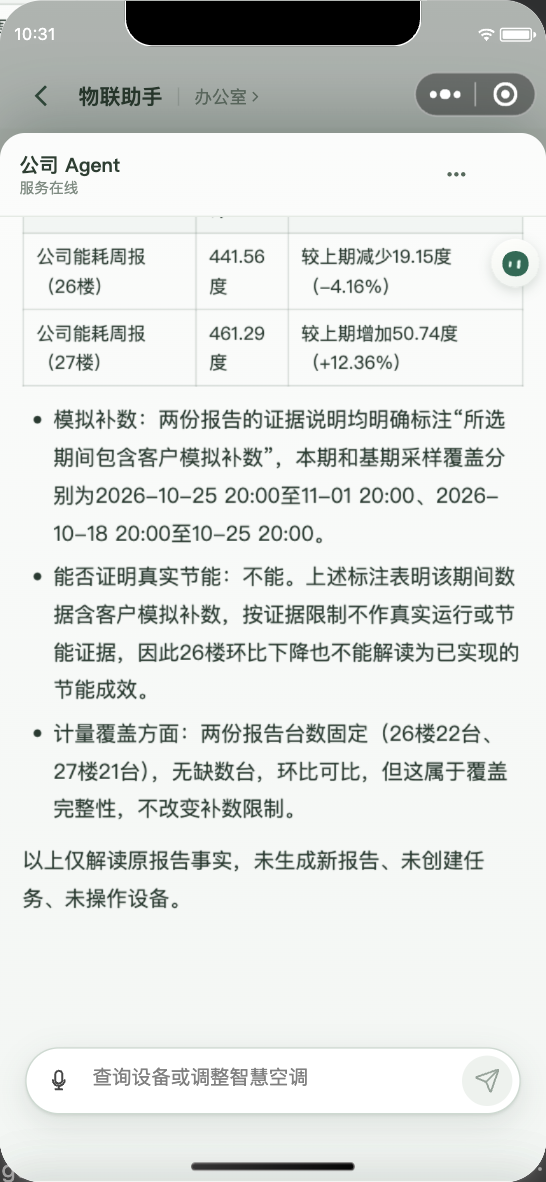 10:31
物联助手
办公室 >
公司 Agent
服务在线
公司能耗周报
441.56
较上期减少19.15度
（26楼）
度
（-4.16%）
公司能耗周报
461.29
较上期增加50.74度
（27楼）
度
（+12.36%）
• 模拟补数：两份报告的证据说明均明确标注“所选
期间包含客户模拟补数”，本期和基期采样覆盖分
别为2026-10-25 20:00至11-01 20:00、2026-
10-18 20:00至10-25 20:00。
• 能否证明真实节能：不能。上述标注表明该期间数
据含客户模拟补数，按证据限制不作真实运行或节
能证据，因此26楼环比下降也不能解读为已实现的
节能成效。
• 计量覆盖方面：两份报告台数固定（26楼22台、
27楼21台），无缺数台，环比可比，但这属于覆盖
完整性，不改变补数限制。
以上仅解读原报告事实，未生成新报告、未创建任
务、未操作设备。
查询设备或调整智慧空调